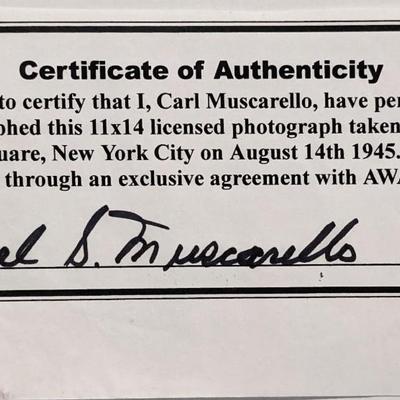 Certificate of Authenticity
to certify that I, Carl Muscarello, have per
phed this 11x14 licensed photograph taken
uare, New York City on August 14th 1945.
through an exclusive agreement with AWA
S. Muscarello